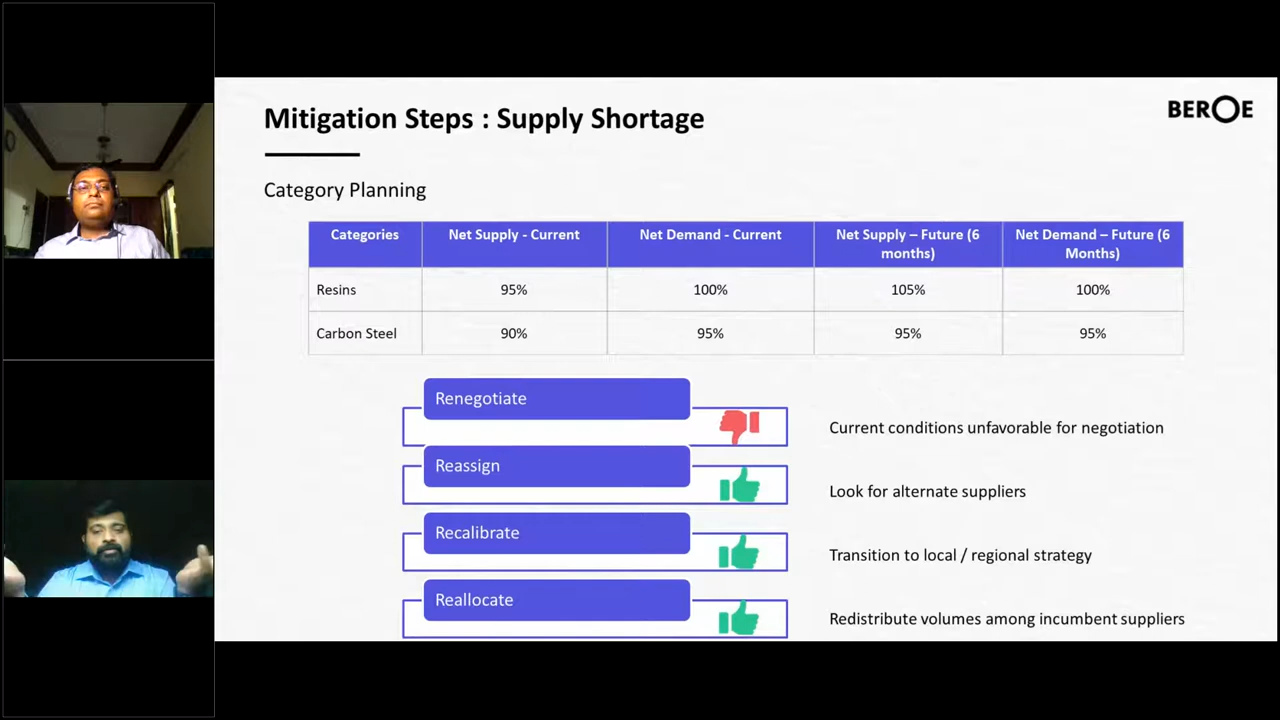 Mitigation Steps : Supply Shortage
BEROE
Category Planning
Categories Net Supply - Current Net Demand - Current Net Supply – Future (6 months) Net Demand – Future (6 Months)
Resins 95% 100% 105% 100%
Carbon Steel 90% 95% 95% 95%
Renegotiate
Current conditions unfavorable for negotiation
Reassign
Look for alternate suppliers
Recalibrate
Transition to local / regional strategy
Reallocate
Redistribute volumes among incumbent suppliers